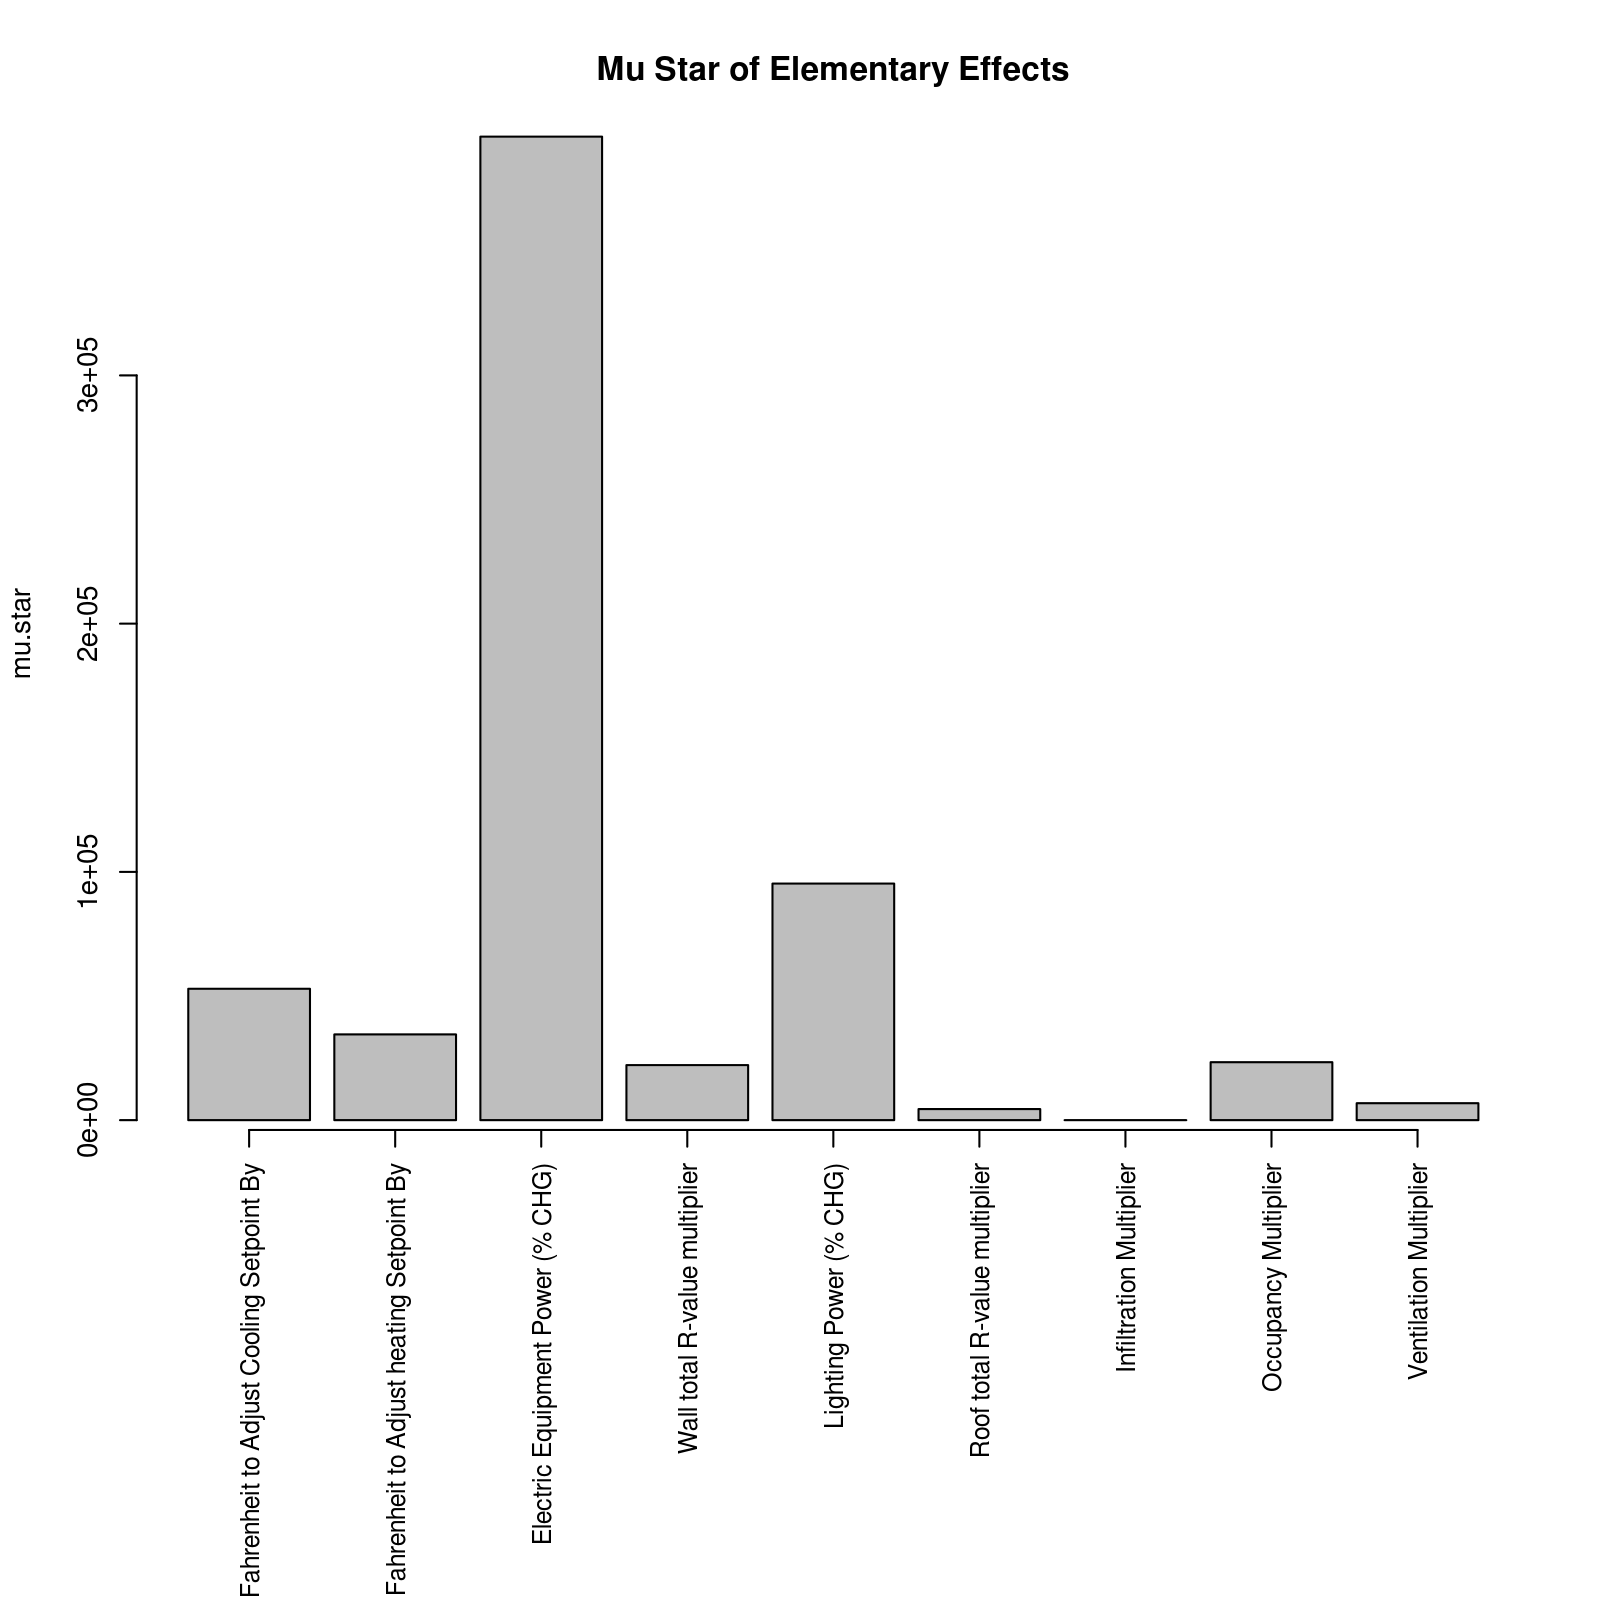 Mu Star of Elementary Effects
mu.star
3e+05
2e+05
1e+05
0e+00
Fahrenheit to Adjust Cooling Setpoint By
Fahrenheit to Adjust heating Setpoint By
Electric Equipment Power (% CHG)
Wall total R-value multiplier
Lighting Power (% CHG)
Roof total R-value multiplier
Infiltration Multiplier
Occupancy Multiplier
Ventilation Multiplier